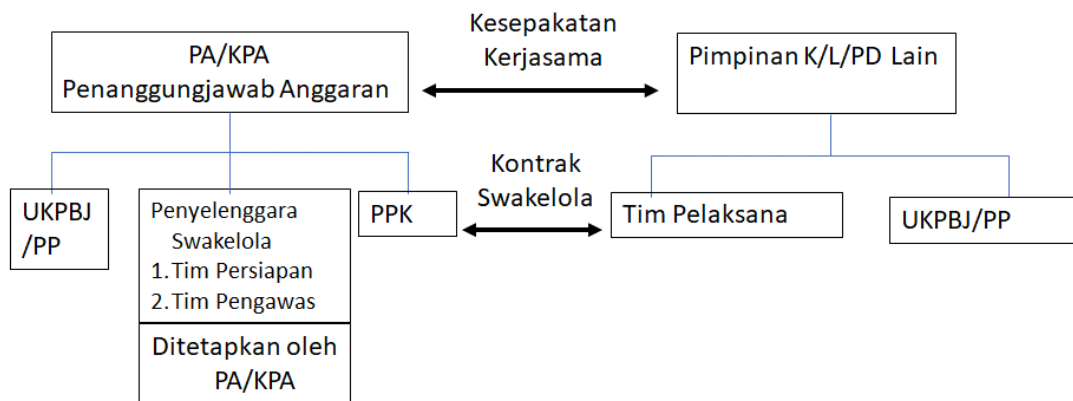 PA/KPA
Penanggungjawab Anggaran
Kesepakatan
Kerjasama
Pimpinan K/L/PD Lain
UKPBJ
/PP
Penyelenggara
Swakelola
1.Tim Persiapan
2.Tim Pengawas
Ditetapkan oleh
PA/KPA
PPK
Kontrak
Swakelola
Tim Pelaksana
UKPBJ/PP